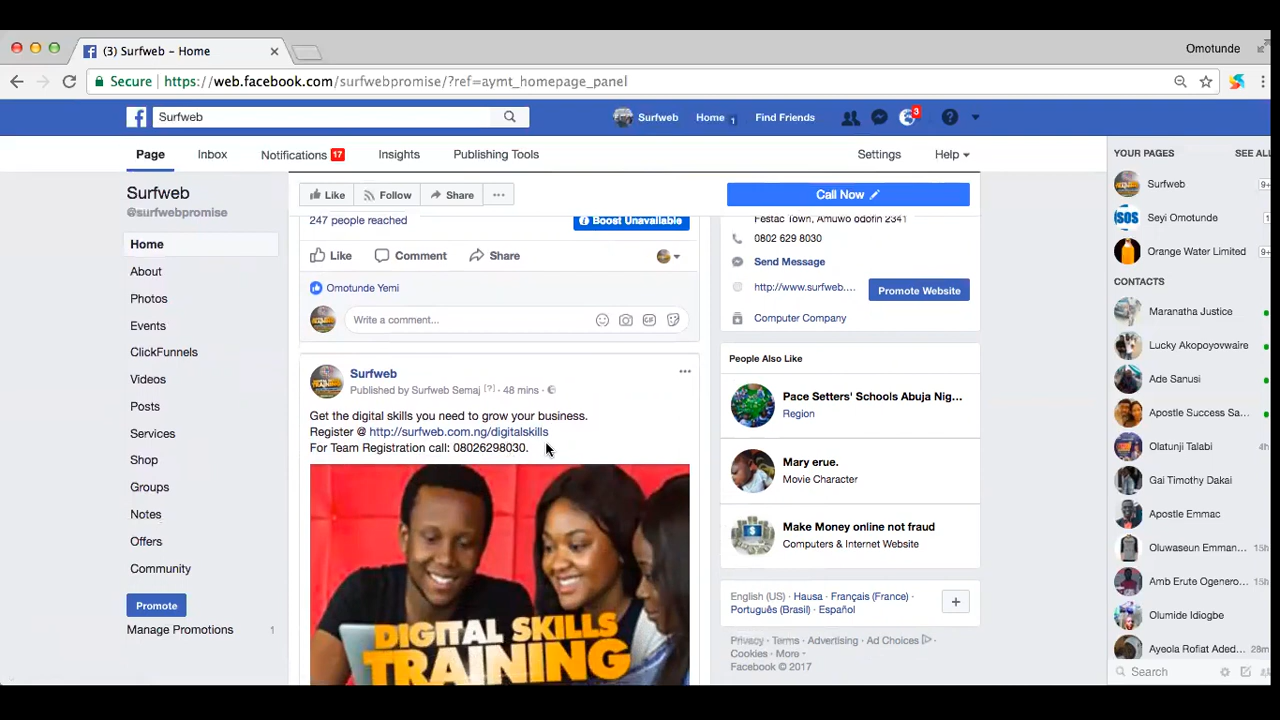 (3) Surfweb - Home
Omotunde
Secure
https://web.facebook.com/surfwebpromise/?ref=aymt_homepage_panel
Surfweb
Surfweb
Home 1
Find Friends
3
Page
Inbox
Notifications 17
Insights
Publishing Tools
Settings
Help
Surfweb
@surfwebpromise
Home
About
Photos
Events
ClickFunnels
Videos
Posts
Services
Shop
Groups
Notes
Offers
Community
Promote
Manage Promotions 1
Like
Follow
Share
Call Now
247 people reached
Boost Unavailable
Like
Comment
Share
Omotunde Yemi
Write a comment...
GIF
Surfweb
Published by Surfweb Semaj [?] · 48 mins ·
Get the digital skills you need to grow your business.
Register @ http://surfweb.com.ng/digitalskills
For Team Registration call: 08026298030.
DIGITAL SKILLS
TRAINING
Festac Town, Amuwo odofin 2341
0802 629 8030
Send Message
http://www.surfweb....
Promote Website
Computer Company
People Also Like
Pace Setters' Schools Abuja Nig...
Region
Mary erue.
Movie Character
Make Money online not fraud
Computers & Internet Website
English (US) · Hausa · Français (France) ·
Português (Brasil) · Español
Privacy · Terms · Advertising · Ad Choices ·
Cookies · More
Facebook © 2017
YOUR PAGES
SEE ALL
Surfweb
9+
Seyi Omotunde
1
Orange Water Limited
9+
CONTACTS
Maranatha Justice
Lucky Akopoyovwaire
Ade Sanusi
Apostle Success Sa...
Olatunji Talabi
Gai Timothy Dakai
Apostle Emmac
Oluwaseun Emman...
Amb Erute Ogenero...
Olumide Idiogbe
Ayeola Rofiat Aded... 28m
Search